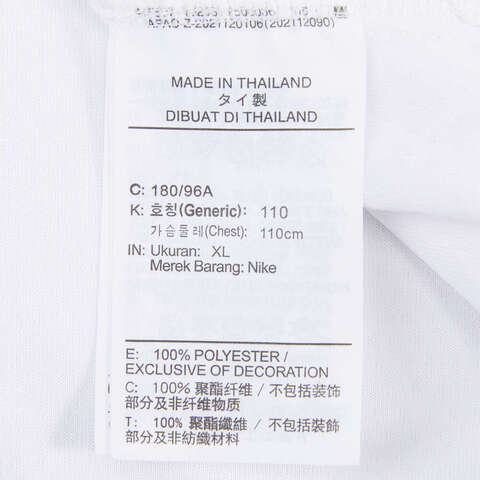 APAC-Z-2021120106(202112090)
MADE IN THAILAND
タイ製
DIBUAT DI THAILAND
C: 180/96A
K: 호칭(Generic): 110
가슴둘레(Chest): 110cm
IN: Ukuran: XL
Merek Barang: Nike
E: 100% POLYESTER /
EXCLUSIVE OF DECORATION
C: 100% 聚酯纤维 / 不包括装饰
部分及非纤维物质
T: 100% 聚酯纖維 / 不包括裝飾
部分及非紡織材料